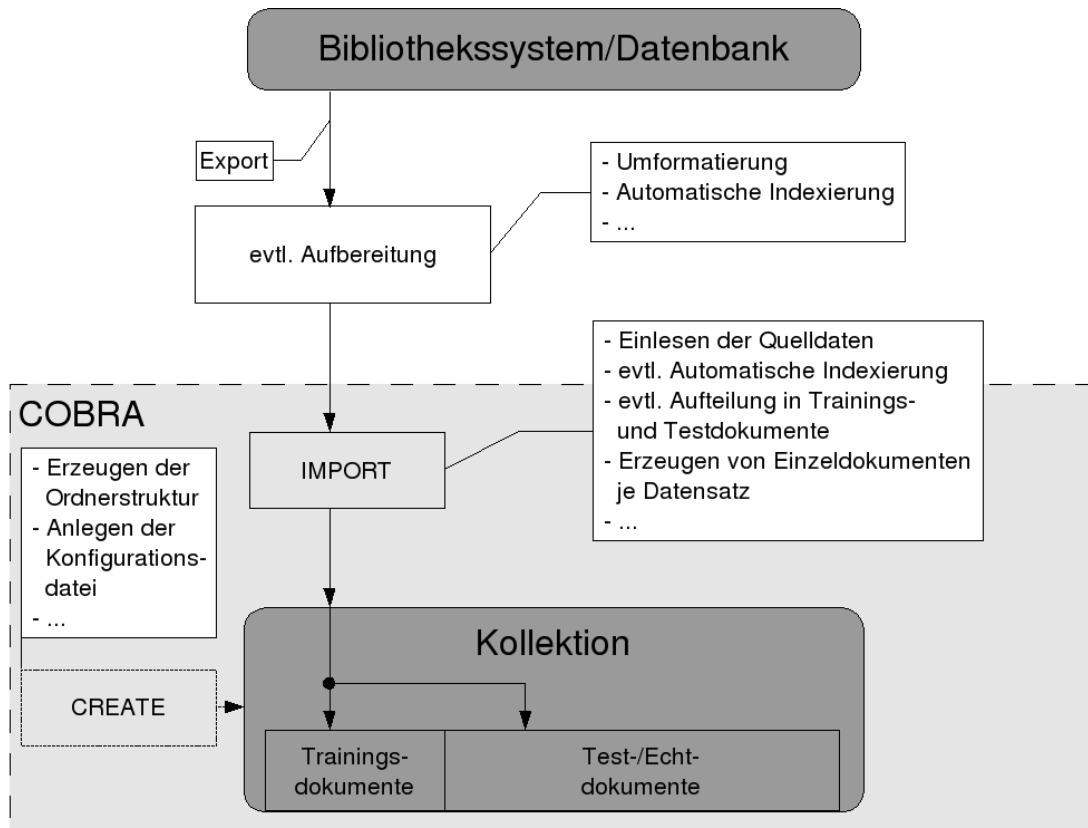 Bibliothekssystem/Datenbank
Export
- Umformatierung
- Automatische Indexierung
- ...
evtl. Aufbereitung
- Einlesen der Quelldaten
- evtl. Automatische Indexierung
- evtl. Aufteilung in Trainings-
und Testdokumente
- Erzeugen von Einzeldokumenten
je Datensatz
- ...
COBRA
- Erzeugen der
Ordnerstruktur
- Anlegen der
Konfigurations-
datei
- ...
IMPORT
Kollektion
CREATE
Trainings-
dokumente
Test-/Echt-
dokumente